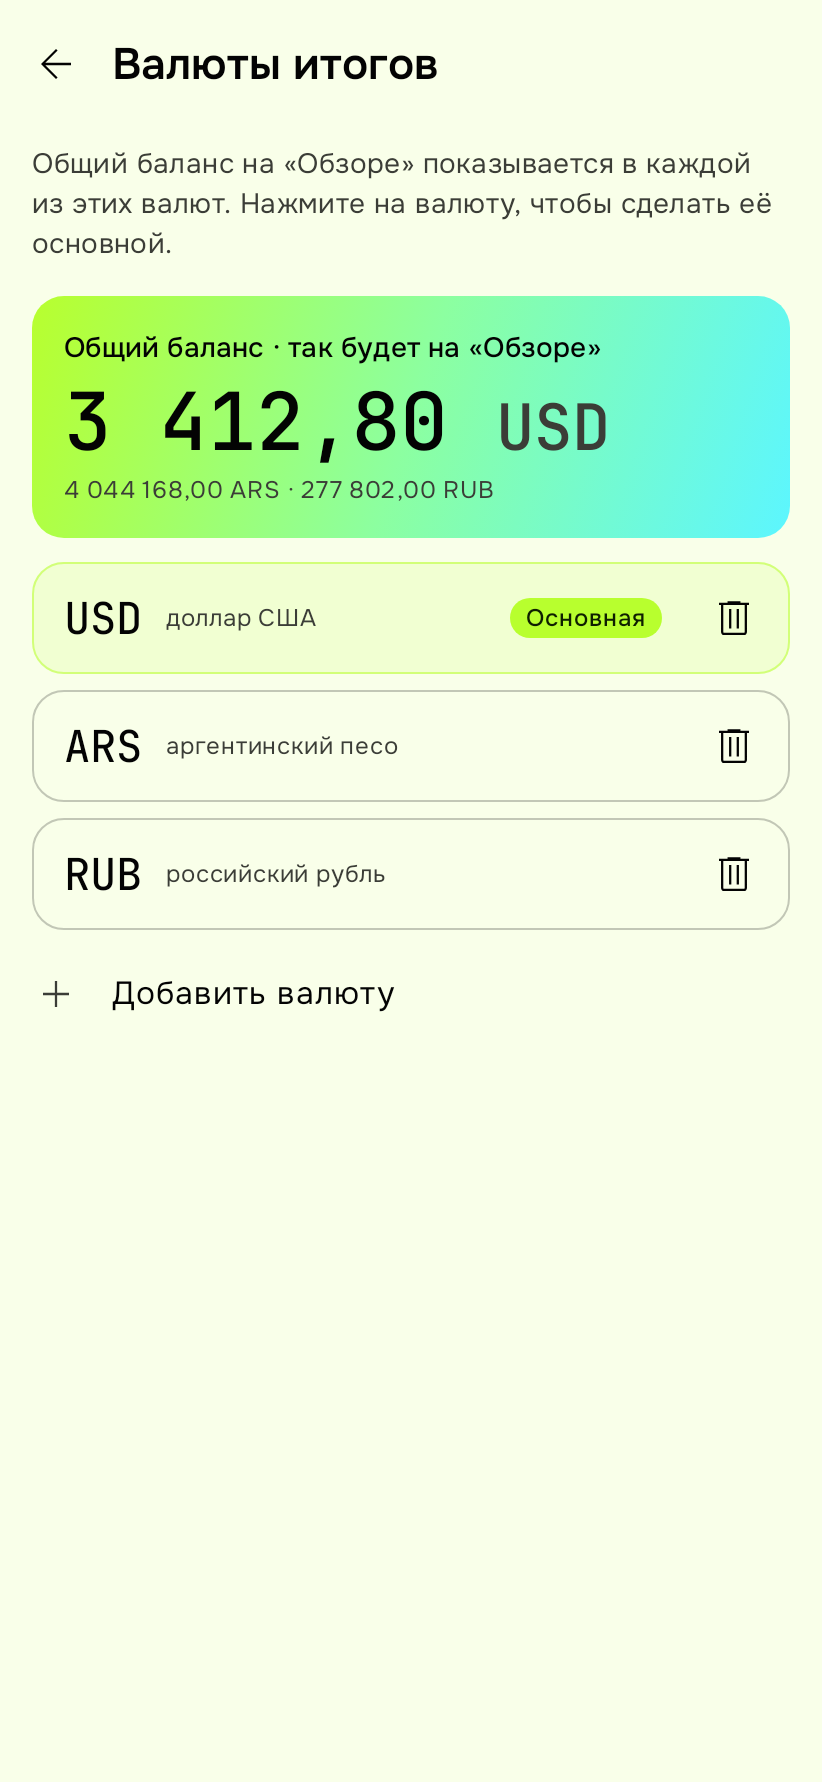 Валюты итогов
Общий баланс на «Обзоре» показывается в каждой
из этих валют. Нажмите на валюту, чтобы сделать её
основной.
Общий баланс · так будет на «Обзоре»
3 412,80 USD
4 044 168,00 ARS · 277 802,00 RUB
USD доллар США Основная
ARS аргентинский песо
RUB российский рубль
Добавить валюту